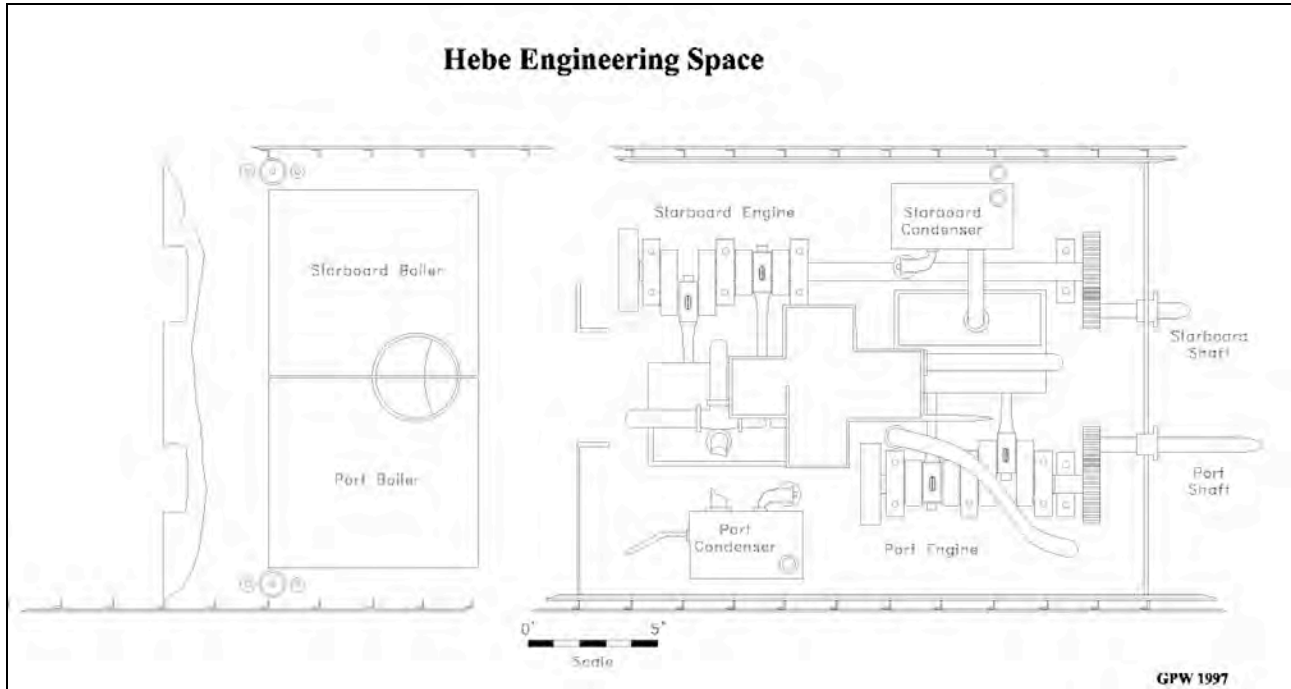 Hebe Engineering Space
Starboard Engine
Starboard
Condenser
Starboard Boiler
Starboard
Shaft
Port Boiler
Port
Shaft
Port
Condenser
Port Engine
0' 5'
Scale
GPW 1997